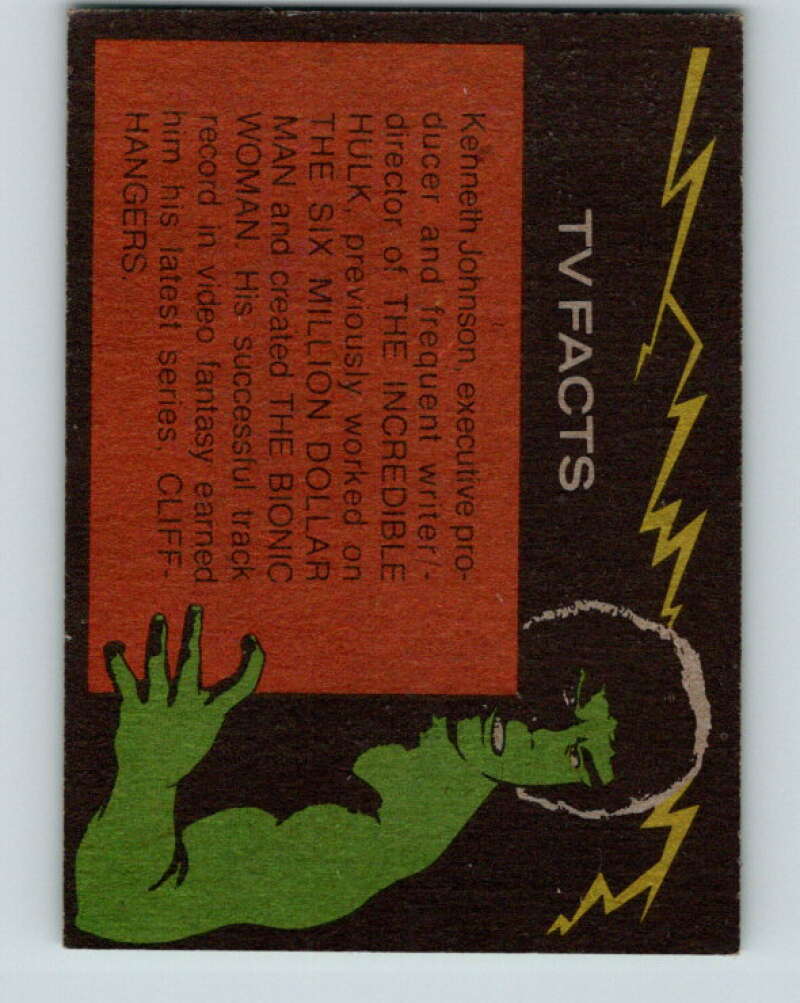 TV FACTS
Kenneth Johnson, executive pro-
ducer and frequent writer/-
director of THE INCREDIBLE
HULK, previously worked on
THE SIX MILLION DOLLAR
MAN and created THE BIONIC
WOMAN. His successful track
record in video fantasy earned
him his latest series, CLIFF-
HANGERS.